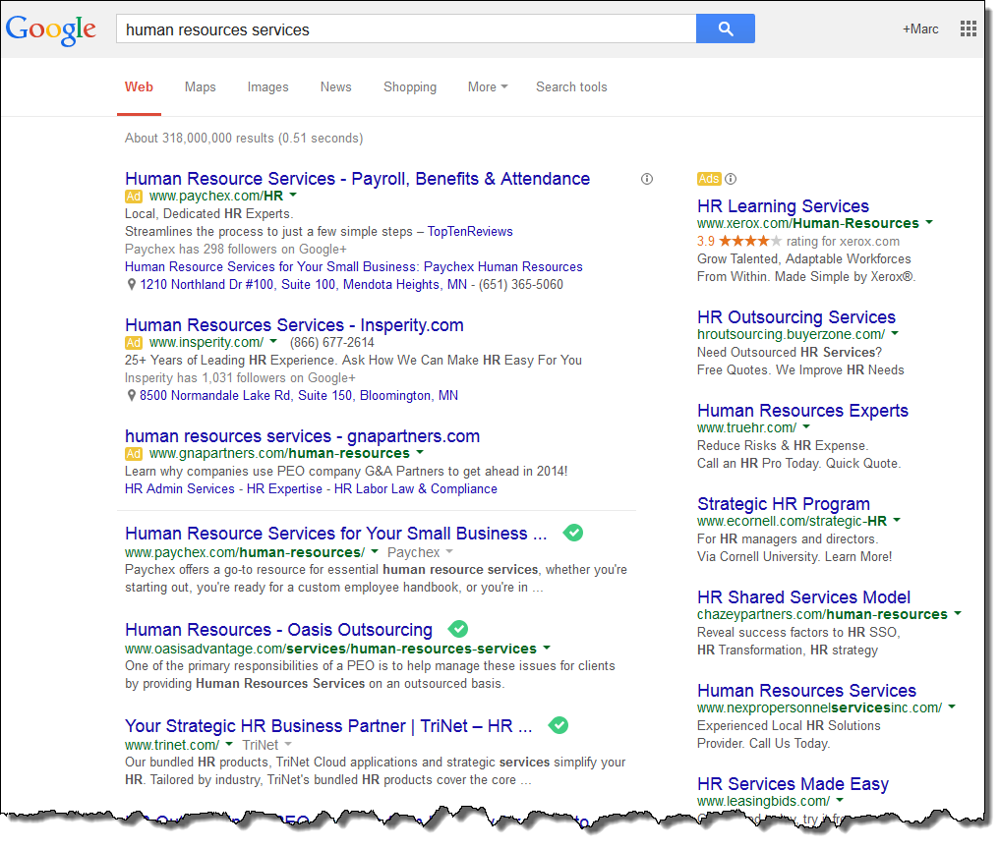 Google
human resources services
+Marc
Web Maps Images News Shopping More Search tools
About 318,000,000 results (0.51 seconds)
Human Resource Services - Payroll, Benefits & Attendance
Ad www.paychex.com/HR
Local, Dedicated HR Experts.
Streamlines the process to just a few simple steps – TopTenReviews
Paychex has 298 followers on Google+
Human Resource Services for Your Small Business: Paychex Human Resources
1210 Northland Dr #100, Suite 100, Mendota Heights, MN - (651) 365-5060
Human Resources Services - Insperity.com
Ad www.insperity.com/ (866) 677-2614
25+ Years of Leading HR Experience. Ask How We Can Make HR Easy For You
Insperity has 1,031 followers on Google+
8500 Normandale Lake Rd, Suite 150, Bloomington, MN
human resources services - gnapartners.com
Ad www.gnapartners.com/human-resources
Learn why companies use PEO company G&A Partners to get ahead in 2014!
HR Admin Services - HR Expertise - HR Labor Law & Compliance
Human Resource Services for Your Small Business ...
www.paychex.com/human-resources/ Paychex
Paychex offers a go-to resource for essential human resource services, whether you're
starting out, you're ready for a custom employee handbook, or you're in ...
Human Resources - Oasis Outsourcing
www.oasisadvantage.com/services/human-resources-services
One of the primary responsibilities of a PEO is to help manage these issues for clients
by providing Human Resources Services on an outsourced basis.
Your Strategic HR Business Partner | TriNet – HR ...
www.trinet.com/ TriNet
Our bundled HR products, TriNet Cloud applications and strategic services simplify your
HR. Tailored by industry, TriNet's bundled HR products cover the core ...
Ads
HR Learning Services
www.xerox.com/Human-Resources
3.9 rating for xerox.com
Grow Talented, Adaptable Workforces
From Within. Made Simple by Xerox®.
HR Outsourcing Services
hroutsourcing.buyerzone.com/
Need Outsourced HR Services?
Free Quotes. We Improve HR Needs
Human Resources Experts
www.truehr.com/
Reduce Risks & HR Expense.
Call an HR Pro Today. Quick Quote.
Strategic HR Program
www.ecornell.com/strategic-HR
For HR managers and directors.
Via Cornell University. Learn More!
HR Shared Services Model
chazeypartners.com/human-resources
Reveal success factors to HR SSO,
HR Transformation, HR strategy
Human Resources Services
www.nexpropersonnelservicesinc.com/
Experienced Local HR Solutions
Provider. Call Us Today.
HR Services Made Easy
www.leasingbids.com/